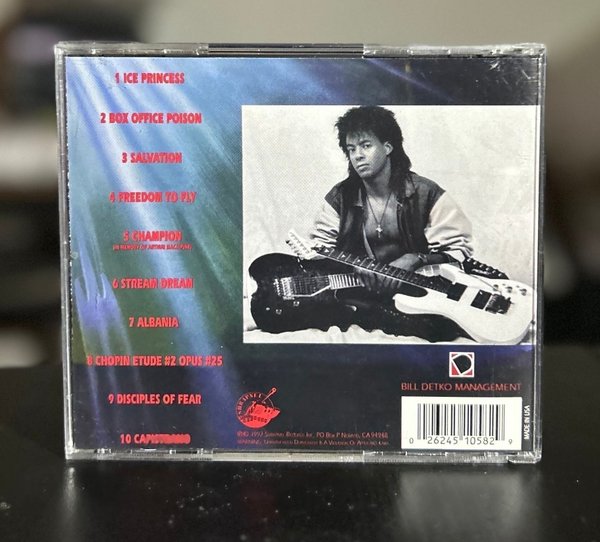 1 ICE PRINCESS
2 BOX OFFICE POISON
3 SALVATION
4 FREEDOM TO FLY
5 CHAMPION
6 STREAM DREAM
7 ALBANIA
8 CHOPIN ETUDE #2 OPUS #25
9 DISCIPLES OF FEAR
10 CAPISTRANO
SHRAPNEL
RECORDS
BILL DETKO MANAGEMENT
0 26245 10582 9
MADE IN USA